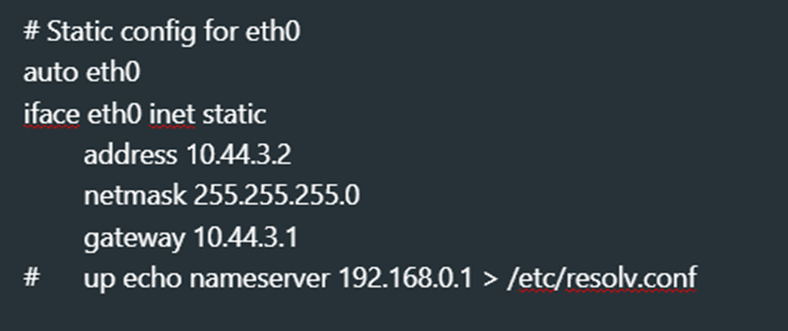 # Static config for eth0
auto eth0
iface eth0 inet static
address 10.44.3.2
netmask 255.255.255.0
gateway 10.44.3.1
# up echo nameserver 192.168.0.1 > /etc/resolv.conf